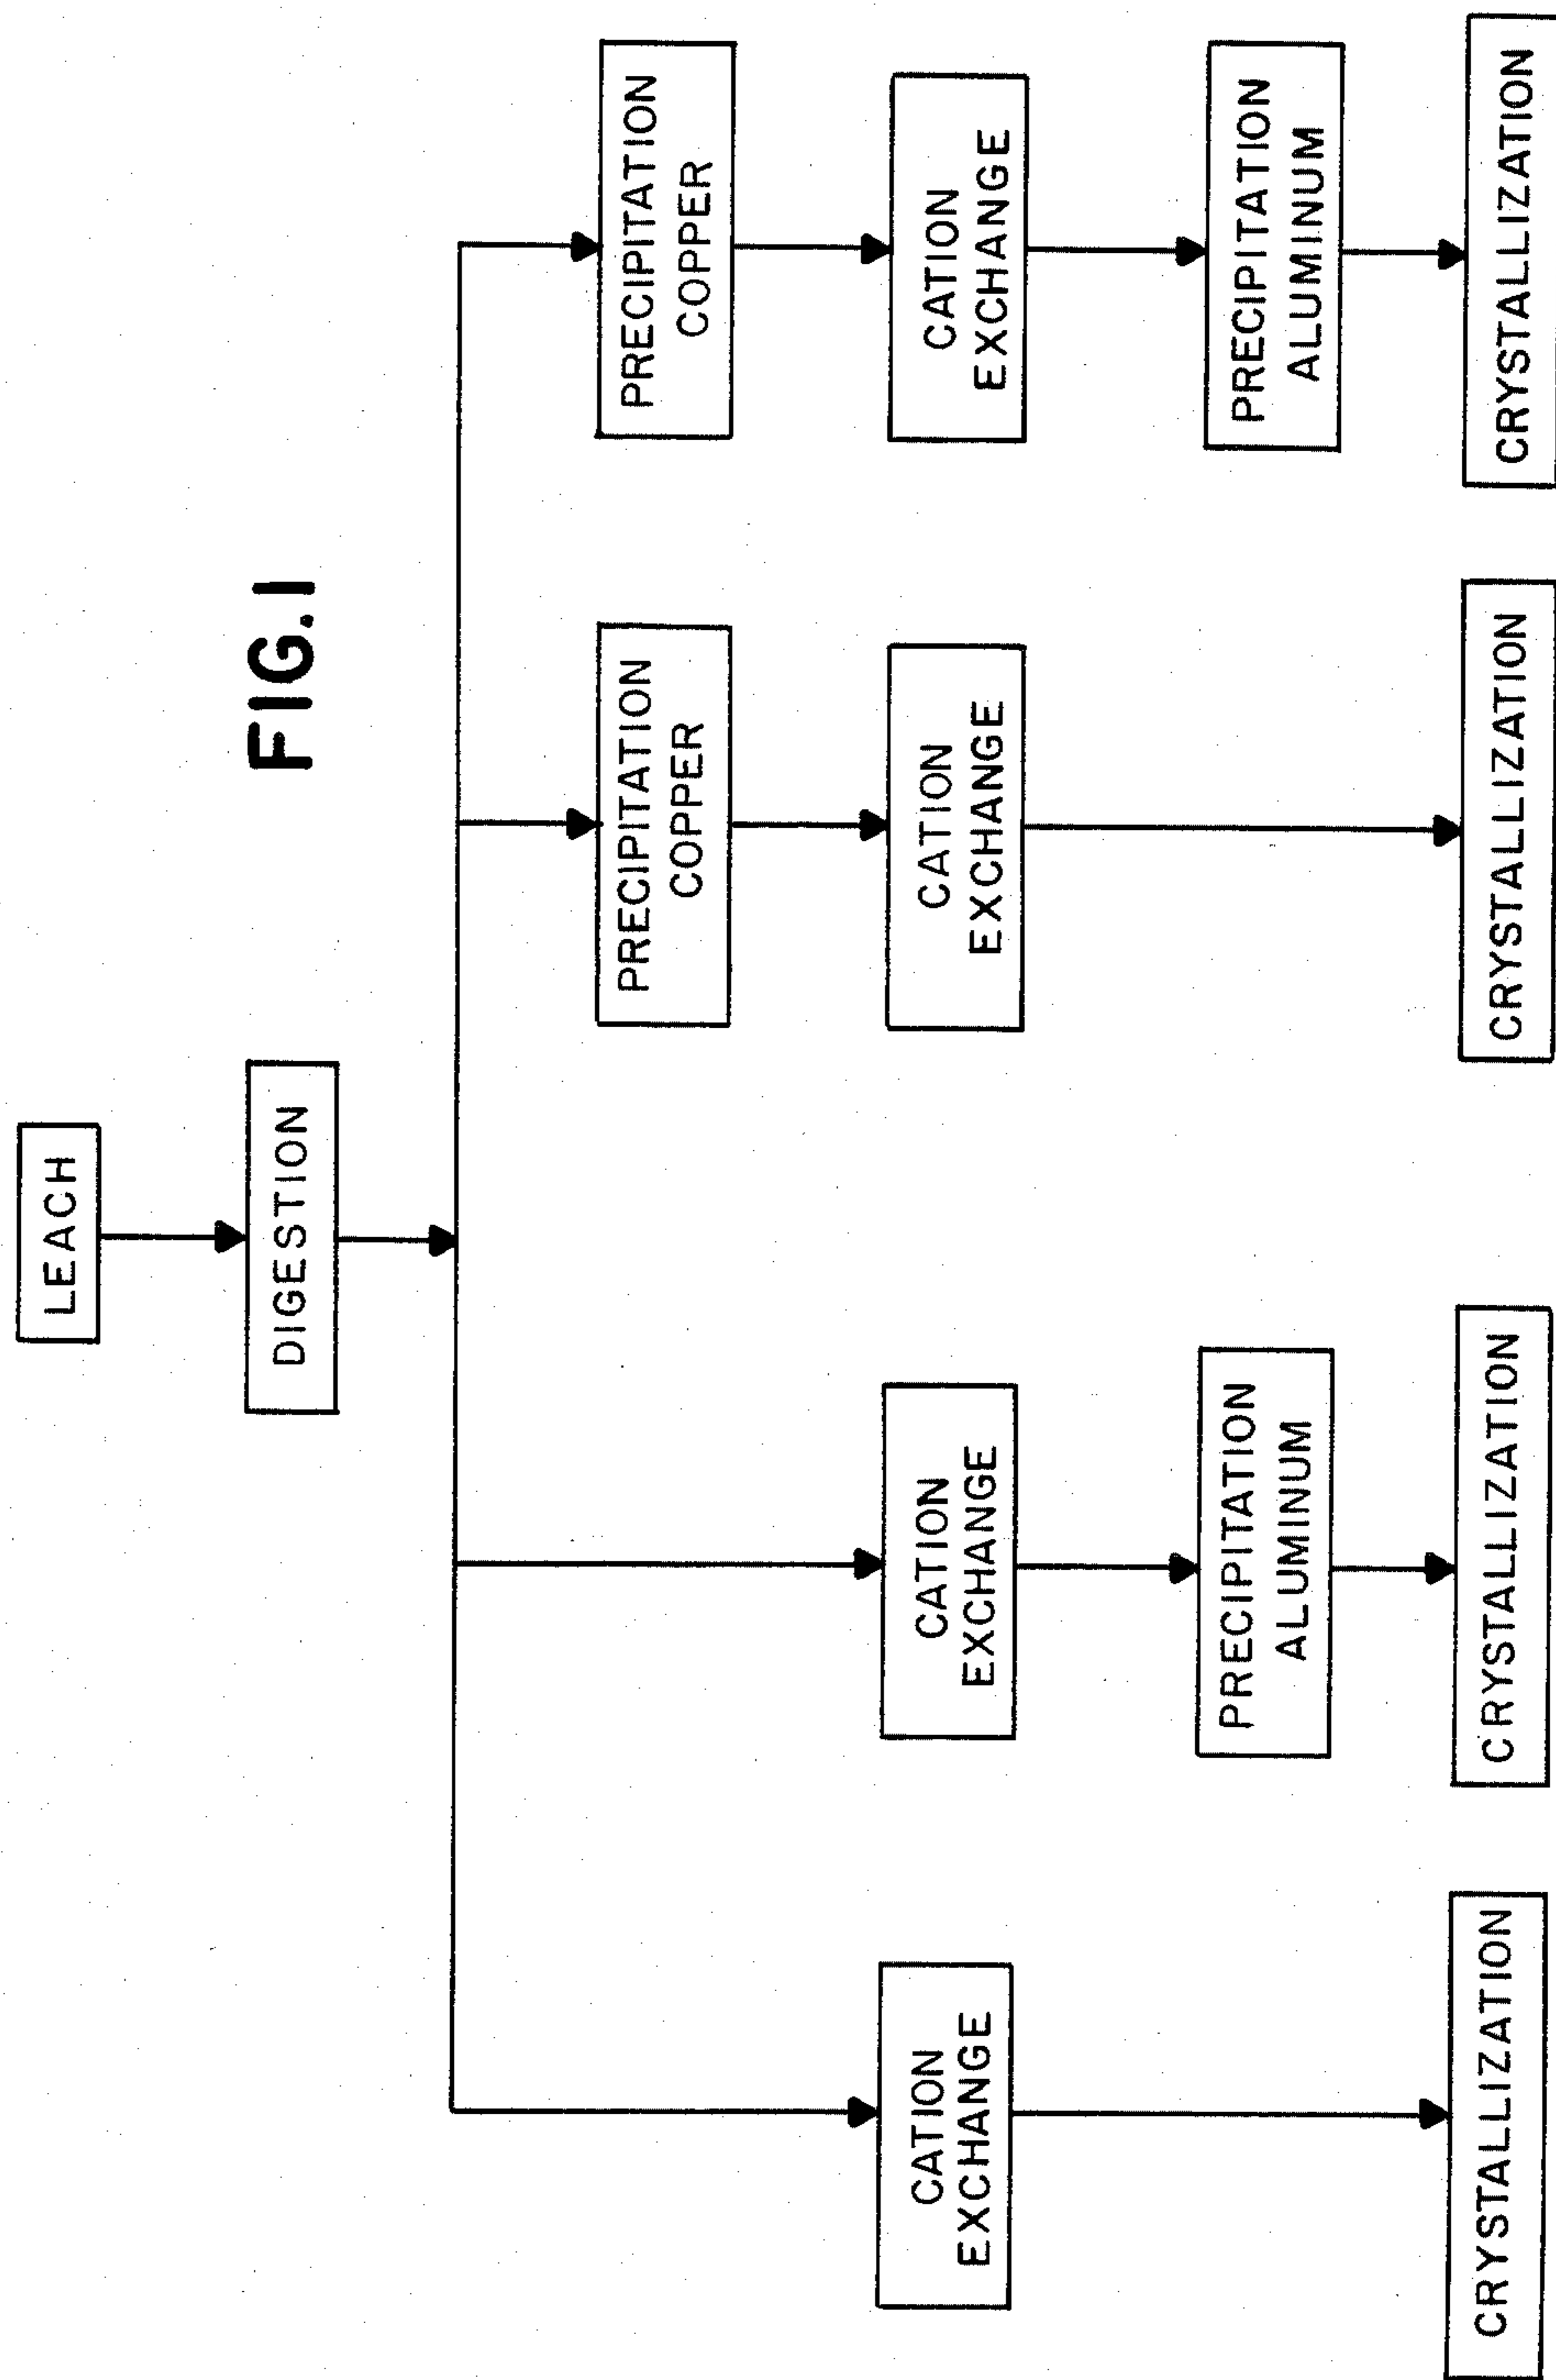 FIG.1
LEACH
DIGESTION
CATION
EXCHANGE
CRYSTALLIZATION
CATION
EXCHANGE
PRECIPITATION
ALUMINUM
CRYSTALLIZATION
PRECIPITATION
COPPER
CATION
EXCHANGE
CRYSTALLIZATION
PRECIPITATION
COPPER
CATION
EXCHANGE
PRECIPITATION
ALUMINUM
CRYSTALLIZATION